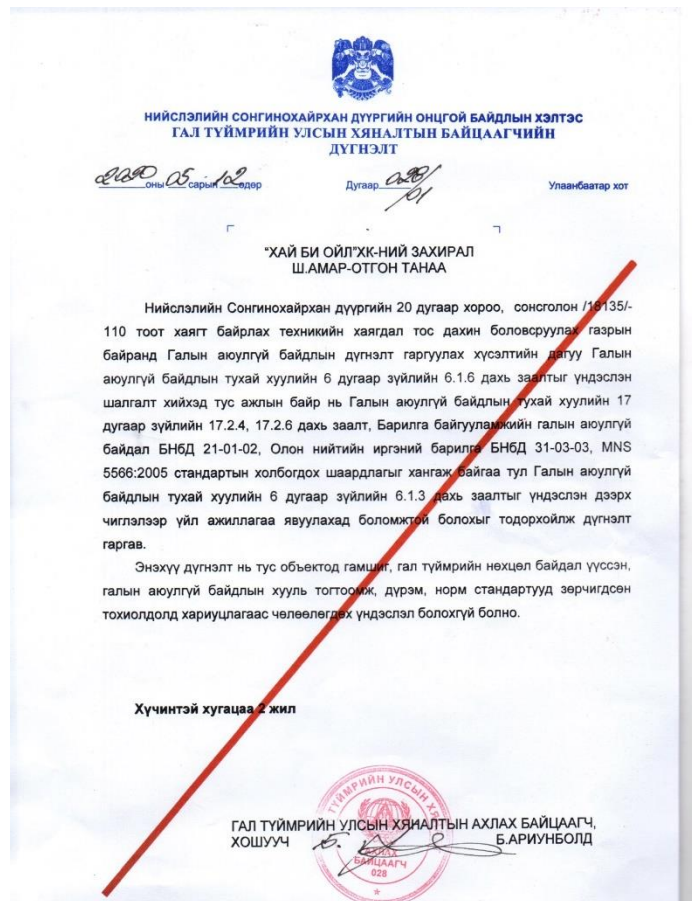 НИЙСЛЭЛИЙН СОНГИНОХАЙРХАН ДҮҮРГИЙН ОНЦГОЙ БАЙДЛЫН ХЭЛТЭС
ГАЛ ТҮЙМРИЙН УЛСЫН ХЯНАЛТЫН БАЙЦААГЧИЙН
ДҮГНЭЛТ
2020 оны 05 сарын 12 өдөр Дугаар 028/01 Улаанбаатар хот
"ХАЙ БИ ОЙЛ"ХК-НИЙ ЗАХИРАЛ
Ш.АМАР-ОТГОН ТАНАА
Нийслэлийн Сонгинохайрхан дүүргийн 20 дугаар хороо, сонсголон /18135/-
110 тоот хаягт байрлах техникийн хаягдал тос дахин боловсруулах газрын
байранд Галын аюулгүй байдлын дүгнэлт гаргуулах хүсэлтийн дагуу Галын
аюулгүй байдлын тухай хуулийн 6 дугаар зүйлийн 6.1.6 дахь заалтыг үндэслэн
шалгалт хийхэд тус ажлын байр нь Галын аюулгүй байдлын тухай хуулийн 17
дугаар зүйлийн 17.2.4, 17.2.6 дахь заалт, Барилга байгууламжийн галын аюулгүй
байдал БНбД 21-01-02, Олон нийтийн иргэний барилга БНбД 31-03-03, MNS
5566:2005 стандартын холбогдох шаардлагыг хангаж байгаа тул Галын аюулгүй
байдлын тухай хуулийн 6 дугаар зүйлийн 6.1.3 дахь заалтыг үндэслэн дээрх
чиглэлээр үйл ажиллагаа явуулахад боломжтой болохыг тодорхойлж дүгнэлт
гаргав.
Энэхүү дүгнэлт нь тус объектод гамшиг, гал түймрийн нөхцөл байдал үүссэн,
галын аюулгүй байдлын хууль тогтоомж, дүрэм, норм стандартууд зөрчигдсөн
тохиолдолд хариуцлагаас чөлөөлөгдөх үндэслэл болохгүй болно.
Хүчинтэй хугацаа 2 жил
ГАЛ ТҮЙМРИЙН УЛСЫН ХЯНАЛТЫН АХЛАХ БАЙЦААГЧ,
ХОШУУЧ Б.АРИУНБОЛД
АХЛАХ
БАЙЦААГЧ
028